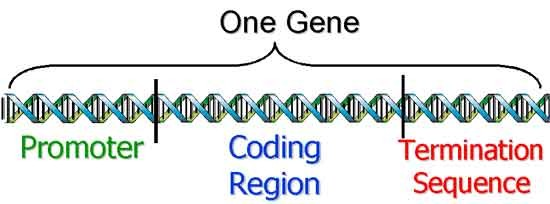 One Gene
Promoter
Coding
Region
Termination
Sequence